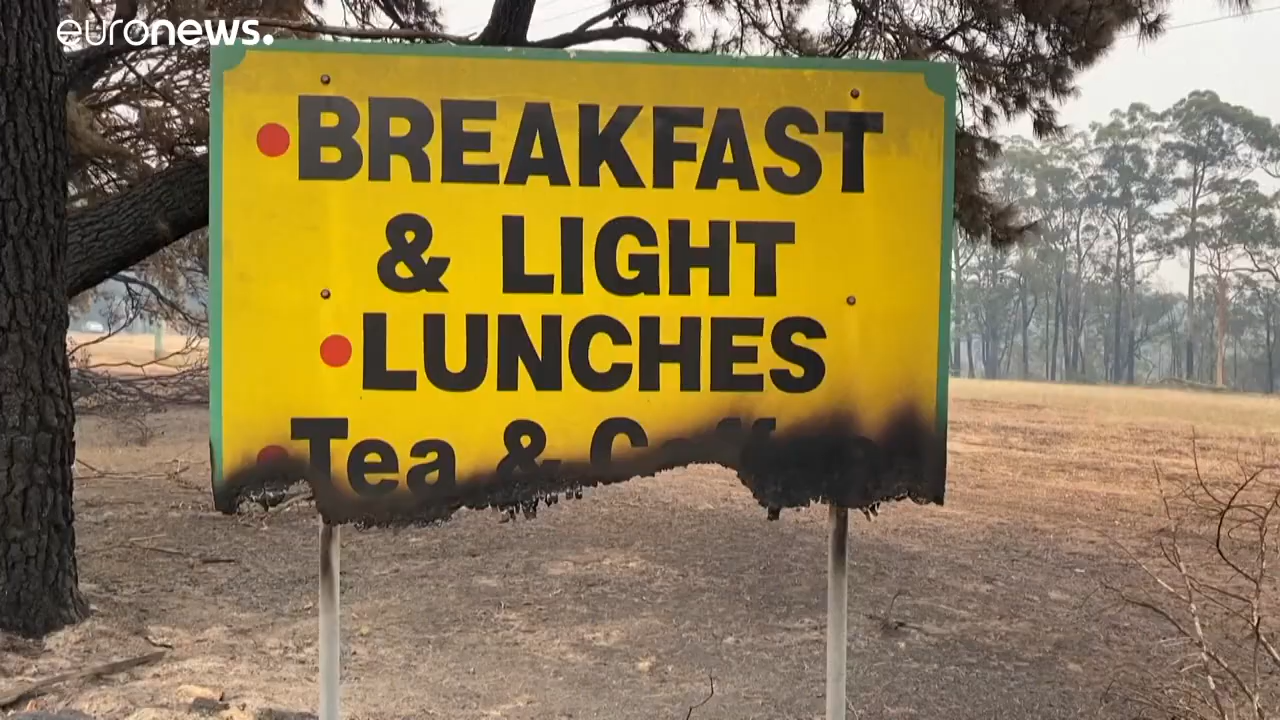 euronews.
BREAKFAST
& LIGHT
LUNCHES
Tea &